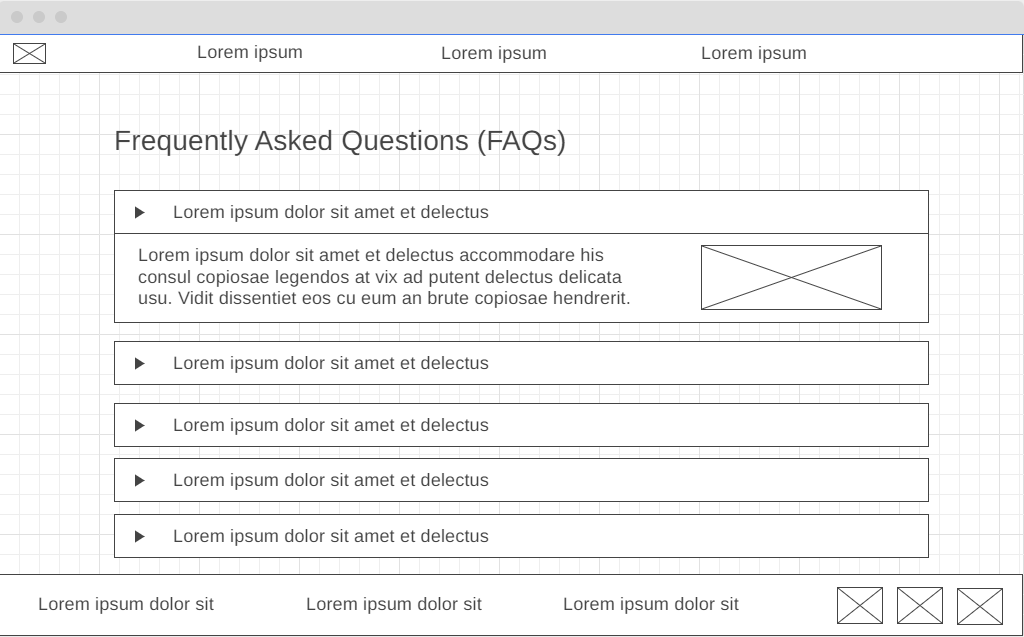 Lorem ipsum
Lorem ipsum
Lorem ipsum
Frequently Asked Questions (FAQs)
Lorem ipsum dolor sit amet et delectus
Lorem ipsum dolor sit amet et delectus accommodare his
consul copiosae legendos at vix ad putent delectus delicata
usu. Vidit dissentiet eos cu eum an brute copiosae hendrerit.
Lorem ipsum dolor sit amet et delectus
Lorem ipsum dolor sit amet et delectus
Lorem ipsum dolor sit amet et delectus
Lorem ipsum dolor sit amet et delectus
Lorem ipsum dolor sit
Lorem ipsum dolor sit
Lorem ipsum dolor sit